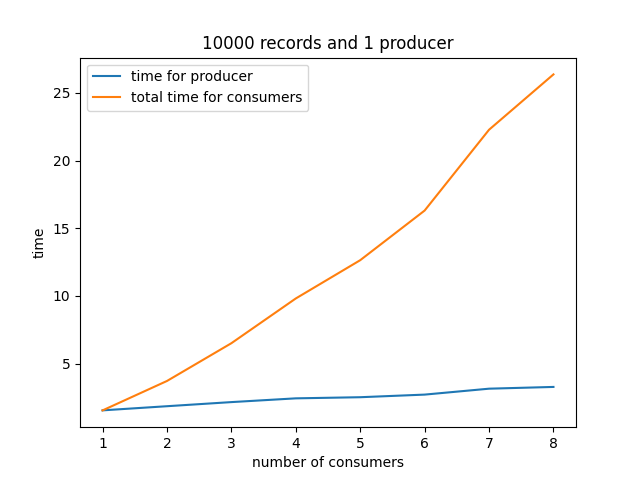 10000 records and 1 producer
time for producer
total time for consumers
25
20
15
10
5
time
1 2 3 4 5 6 7 8
number of consumers